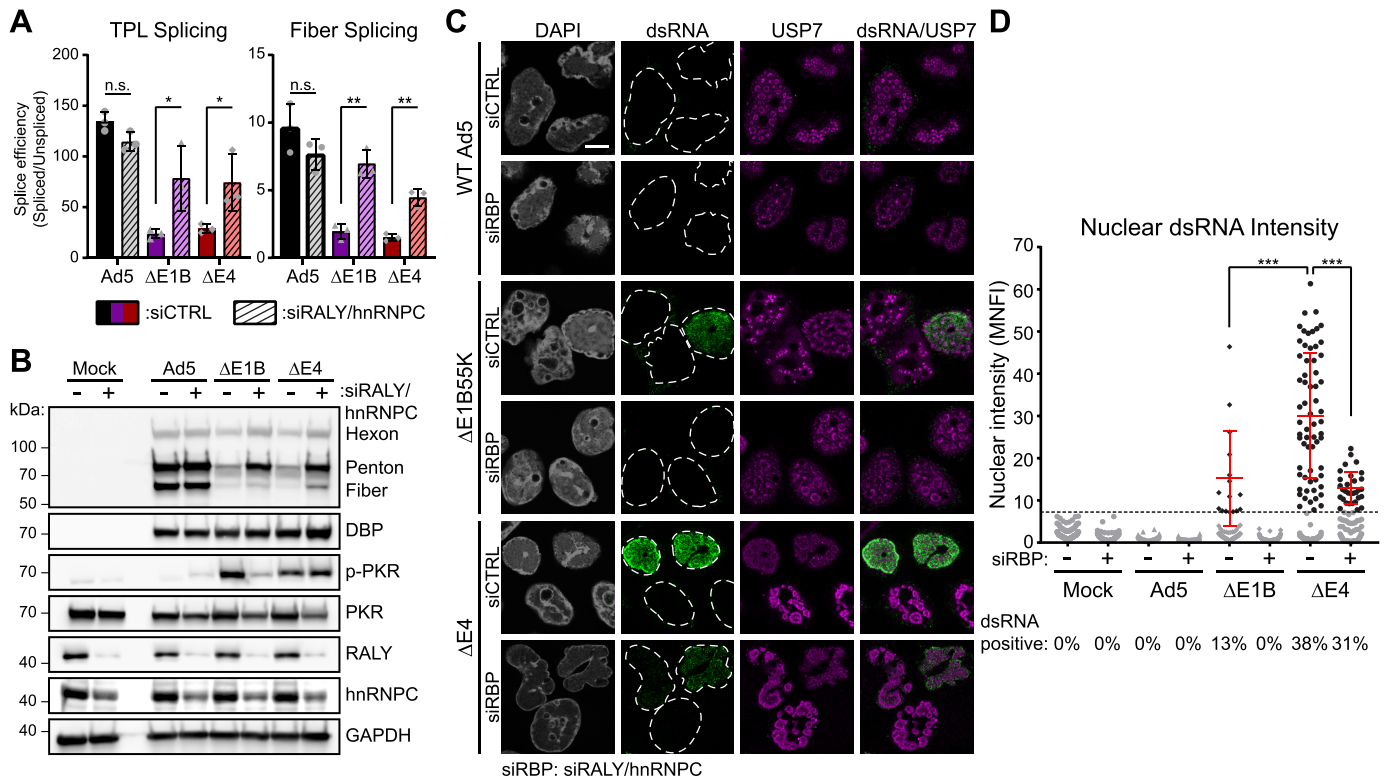 A
TPL Splicing
Fiber Splicing
Splice efficiency
(Spliced/Unspliced)
200
150
100
50
0
n.s.
*
*
Ad5 ΔE1B ΔE4
15
10
5
0
n.s.
**
**
Ad5 ΔE1B ΔE4
:siCTRL
:siRALY/hnRNPC
B
Mock Ad5 ΔE1B ΔE4
- + - + - + - + :siRALY/
hnRNPC
kDa:
100
70
50
Hexon
Penton
Fiber
70 DBP
70 p-PKR
70 PKR
40 RALY
40 hnRNPC
40 GAPDH
C
DAPI dsRNA USP7 dsRNA/USP7
WT Ad5
siCTRL
siRBP
ΔE1B55K
siCTRL
siRBP
ΔE4
siCTRL
siRBP
siRBP: siRALY/hnRNPC
D
Nuclear dsRNA Intensity
Nuclear intensity (MNFI)
70
60
50
40
30
20
10
0
*** ***
siRBP: - + - + - + - +
Mock Ad5 ΔE1B ΔE4
dsRNA
positive: 0% 0% 0% 0% 13% 0% 38% 31%